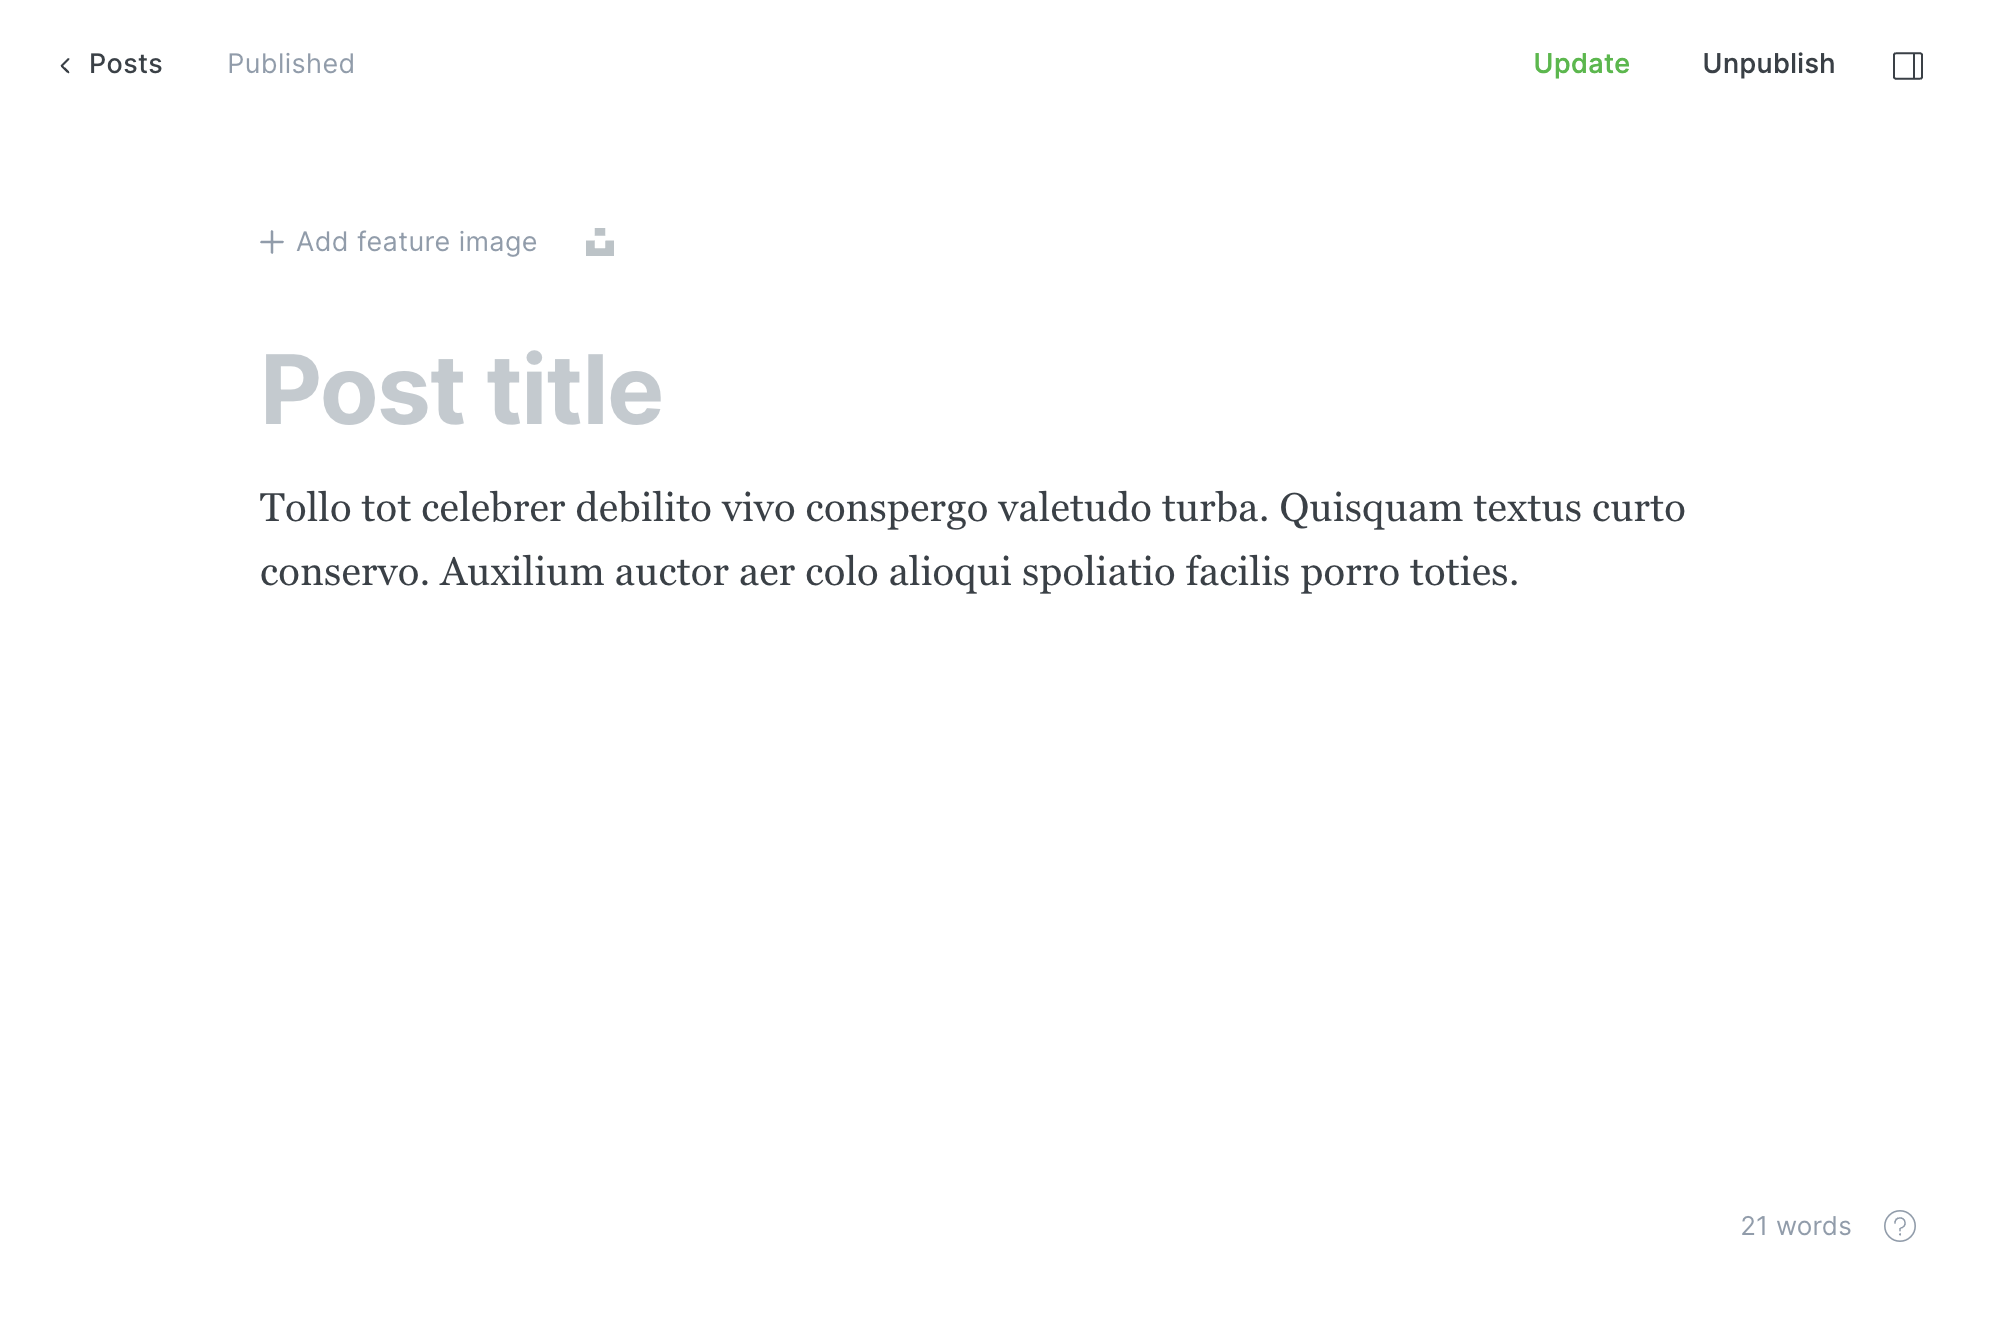 Posts
Published
Update
Unpublish
Add feature image
Post title
Tollo tot celebrer debilito vivo conspergo valetudo turba. Quisquam textus curto
conservo. Auxilium auctor aer colo alioqui spoliatio facilis porro toties.
21 words
?